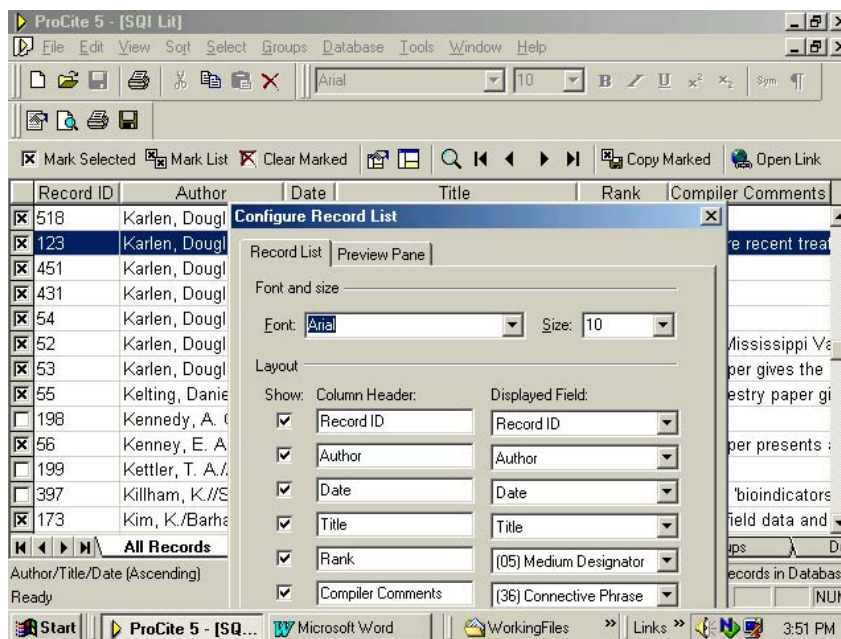 ProCite 5 - [SQI Lit]
File Edit View Sort Select Groups Database Tools Window Help
Arial 10 B I U x² x₂ Sym ¶
Mark Selected Mark List Clear Marked Copy Marked Open Link
Record ID Author Date Title Rank Compiler Comments
518 Karlen, Dougl
Configure Record List
123 Karlen, Dougl re recent treat
Record List Preview Pane
451 Karlen, Dougl
431 Karlen, Dougl
Font and size
54 Karlen, Dougl
Font: Arial Size: 10
52 Karlen, Dougl Mississippi Va
53 Karlen, Dougl per gives the
Layout
55 Kelting, Danie estry paper gi
Show: Column Header: Displayed Field:
198 Kennedy, A.
Record ID Record ID
56 Kenney, E. A per presents
Author Author
199 Kettler, T. A./
397 Killham, K.//S 'bioindicators
Date Date
173 Kim, K./Barha field data and
Title Title
All Records ups D
Rank (05) Medium Designator
Author/Title/Date (Ascending) ecords in Databas
Compiler Comments (36) Connective Phrase
Ready NUM
Start ProCite 5 - [SQ... Microsoft Word WorkingFiles » Links » 3:51 PM